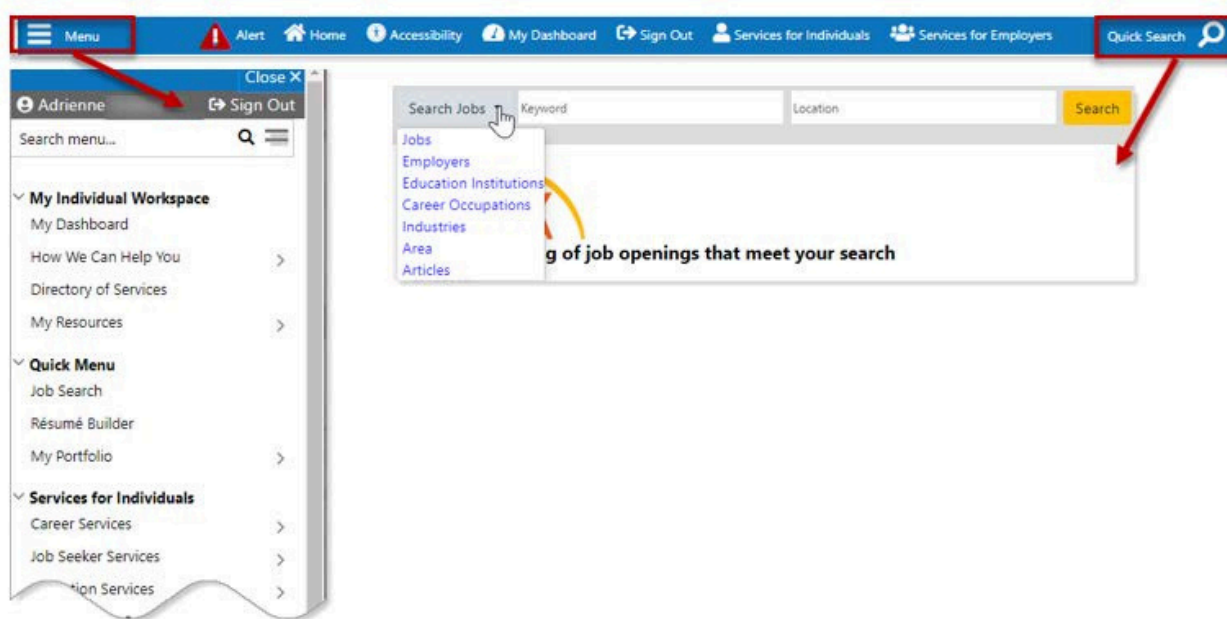 Menu Alert Home Accessibility My Dashboard Sign Out Services for Individuals Services for Employers Quick Search
Close X
Adrienne Sign Out
Search menu...
My Individual Workspace
My Dashboard
How We Can Help You
Directory of Services
My Resources
Quick Menu
Job Search
Résumé Builder
My Portfolio
Services for Individuals
Career Services
Job Seeker Services
tion Services
Search Jobs Keyword Location Search
Jobs
Employers
Education Institutions
Career Occupations
Industries
Area
Articles
g of job openings that meet your search